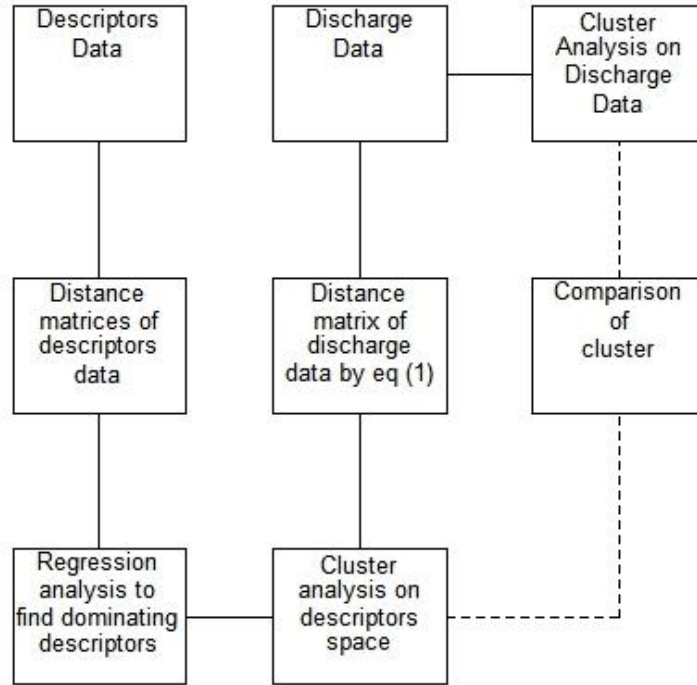 Descriptors
Data
Discharge
Data
Cluster
Analysis on
Discharge
Data
Distance
matrices of
descriptors
data
Distance
matrix of
discharge
data by eq (1)
Comparison
of
cluster
Regression
analysis to
find dominating
descriptors
Cluster
analysis on
descriptors
space